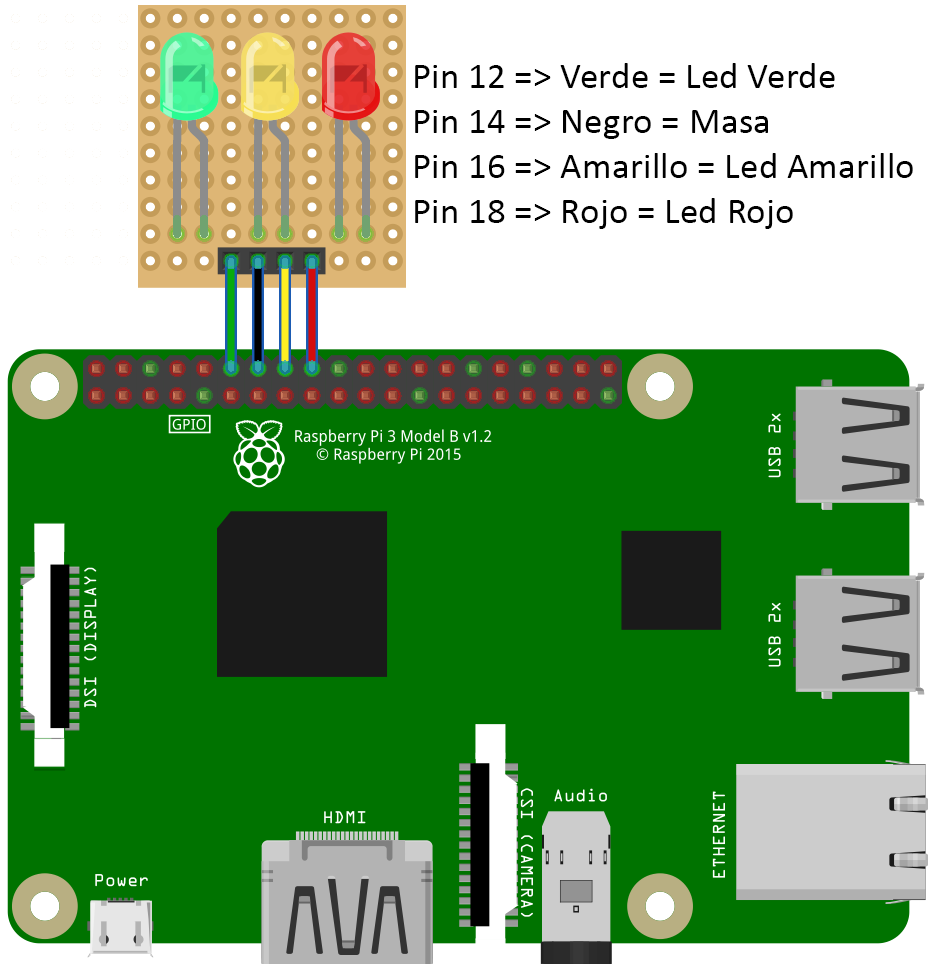 Pin 12 => Verde = Led Verde
Pin 14 => Negro = Masa
Pin 16 => Amarillo = Led Amarillo
Pin 18 => Rojo = Led Rojo
GPIO
Raspberry Pi 3 Model B v1.2
© Raspberry Pi 2015
USB 2x
DSI (DISPLAY)
USB 2x
CSI (CAMERA)
Audio
ETHERNET
HDMI
Power